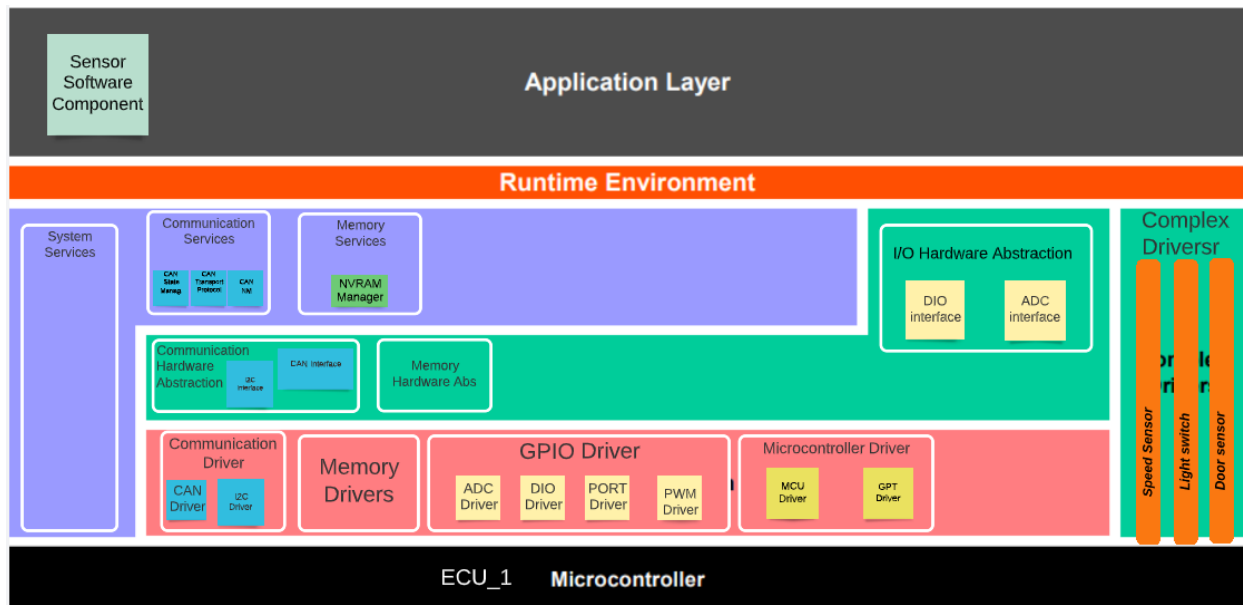 Sensor
Software
Component
Application Layer
Runtime Environment
System
Services
Communication
Services
CAN
State
Manag.
CAN
Transport
Protocol
CAN
NM
Memory
Services
NVRAM
Manager
I/O Hardware Abstraction
DIO
interface
ADC
interface
Complex
Driversr
Communication
Hardware
Abstraction
I2C
Interface
CAN Interface
Memory
Hardware Abs
Speed Sensor
Light switch
Door sensor
Communication
Driver
CAN
Driver
I2C
Driver
Memory
Drivers
GPIO Driver
ADC
Driver
DIO
Driver
PORT
Driver
PWM
Driver
Microcontroller Driver
MCU
Driver
GPT
Driver
ECU_1
Microcontroller